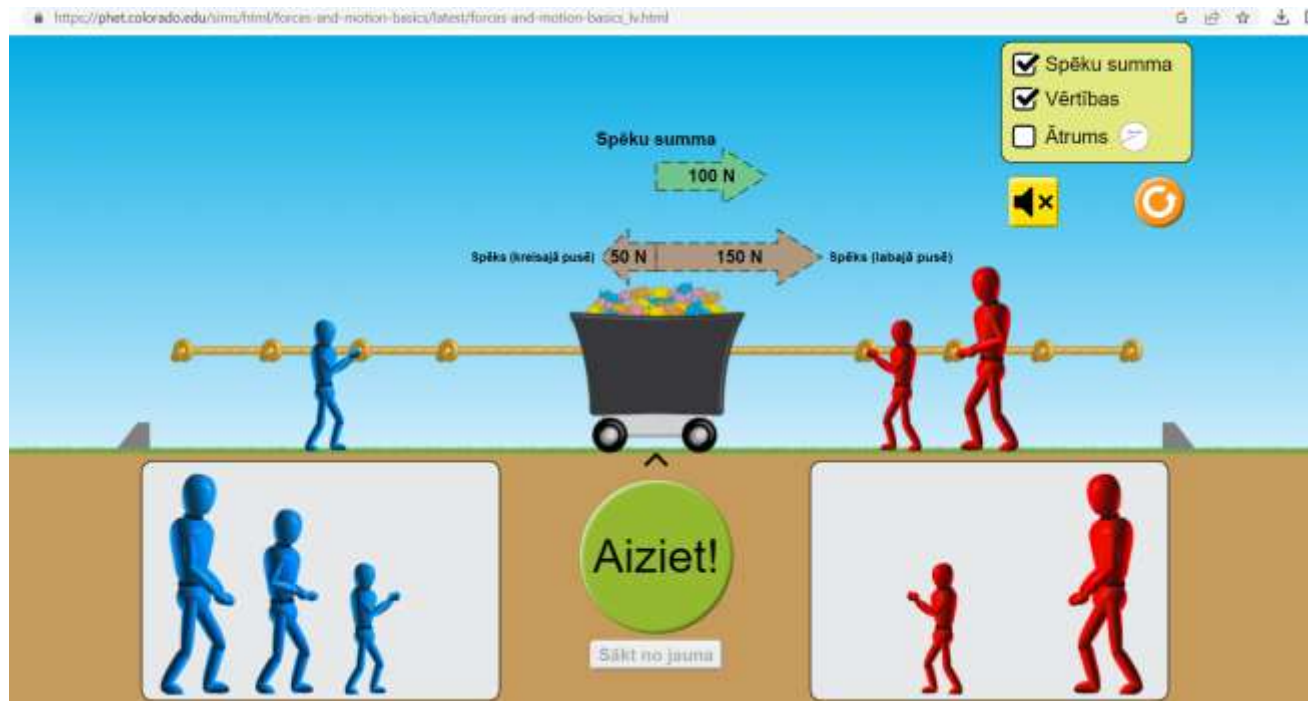 https://phet.colorado.edu/sims/html/forces-and-motion-basics/latest/forces-and-motion-basics_lv.html
Spēku summa
Vērtības
Ātrums
Spēku summa
100 N
Spēks (kreisajā pusē)
50 N
150 N
Spēks (labajā pusē)
Aiziet!
Sākt no jauna